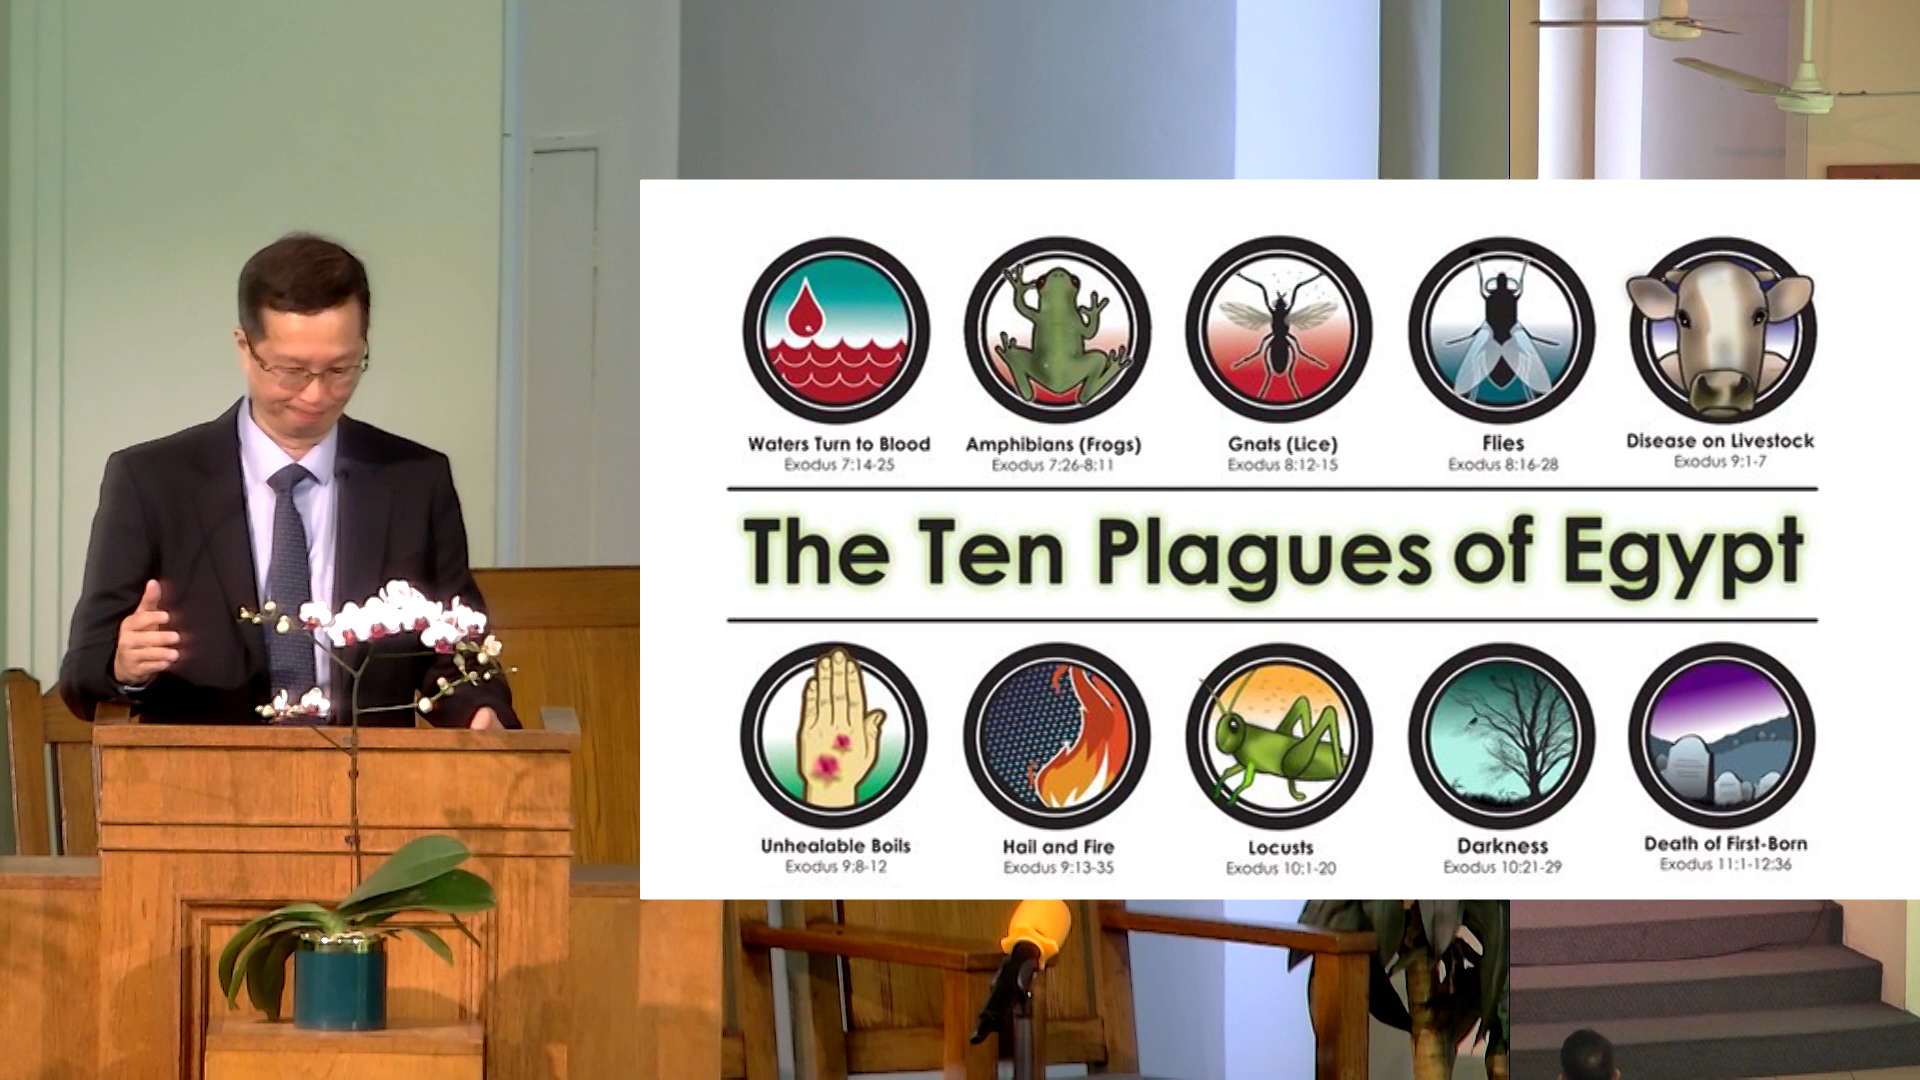 Waters Turn to Blood
Exodus 7:14-25
Amphibians (Frogs)
Exodus 7:26-8:11
Gnats (Lice)
Exodus 8:12-15
Flies
Exodus 8:16-28
Disease on Livestock
Exodus 9:1-7
The Ten Plagues of Egypt
Unhealable Boils
Exodus 9:8-12
Hail and Fire
Exodus 9:13-35
Locusts
Exodus 10:1-20
Darkness
Exodus 10:21-29
Death of First-Born
Exodus 11:1-12:36